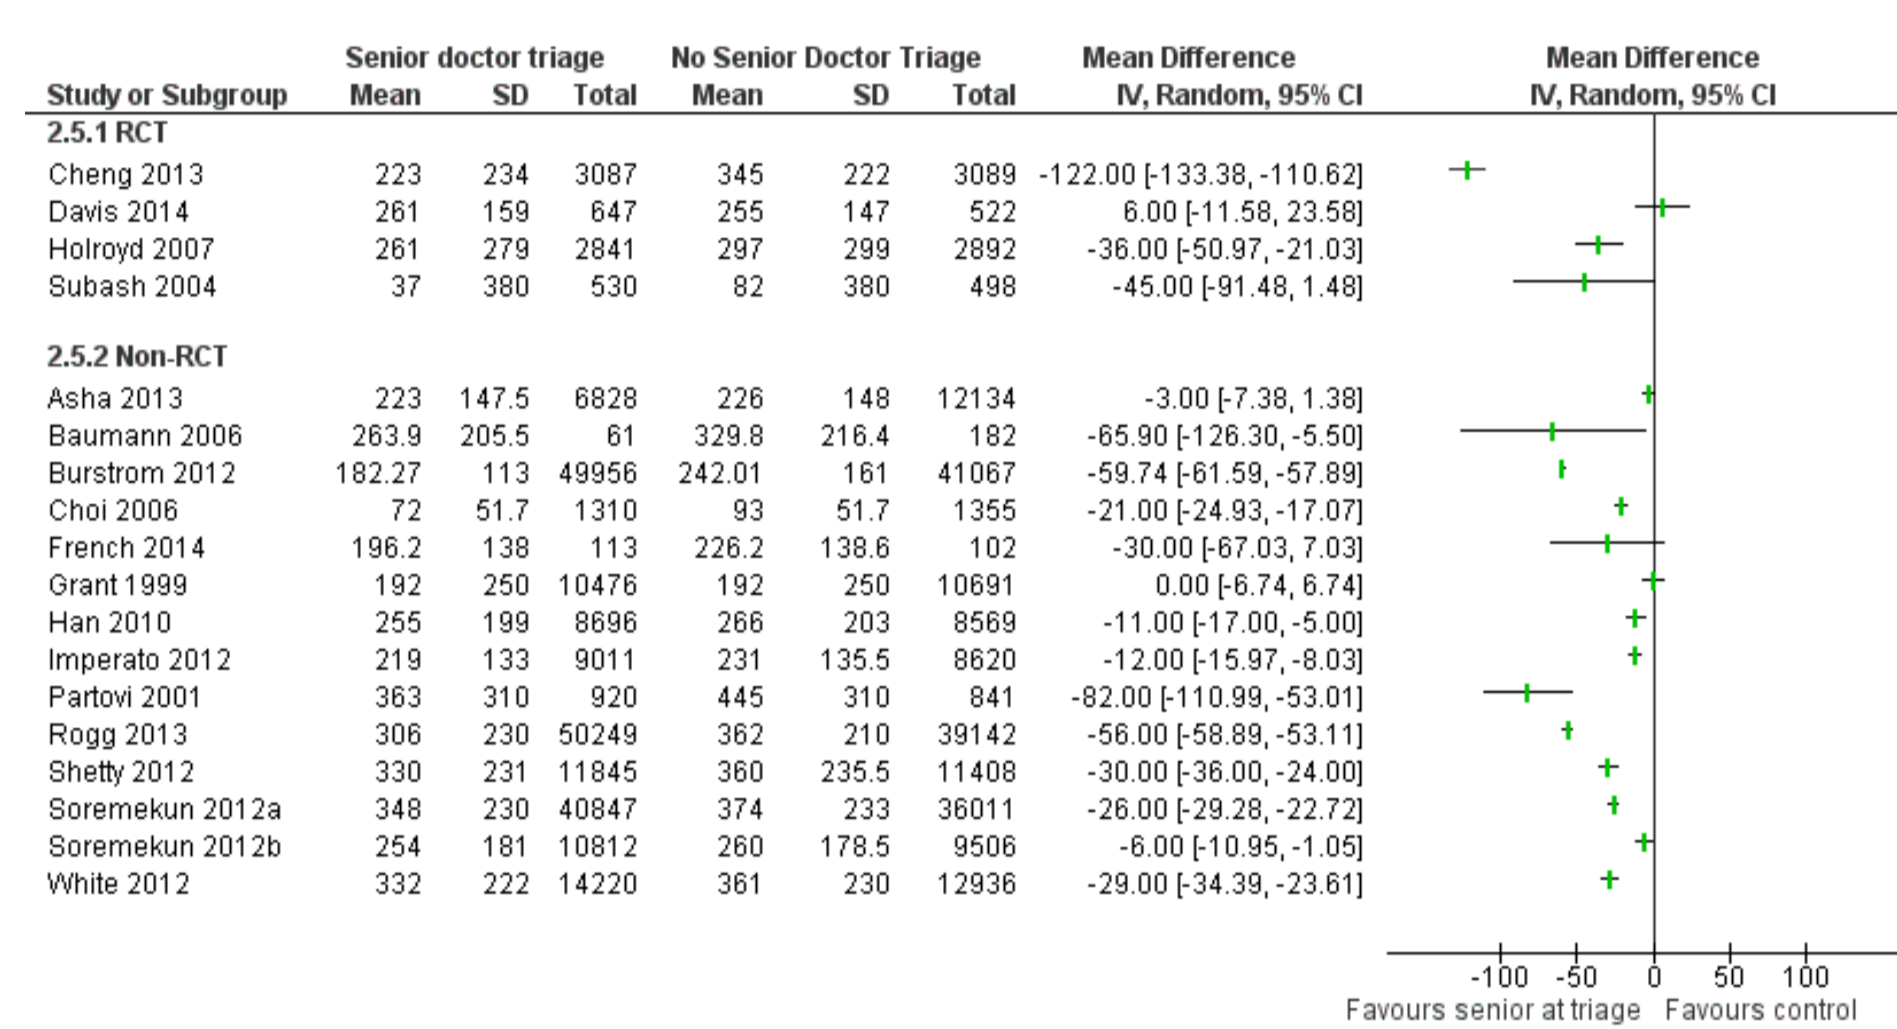 Senior doctor triage No Senior Doctor Triage Mean Difference Mean Difference
Study or Subgroup Mean SD Total Mean SD Total IV, Random, 95% CI IV, Random, 95% CI
2.5.1 RCT
Cheng 2013 223 234 3087 345 222 3089 -122.00 [-133.38, -110.62]
Davis 2014 261 159 647 255 147 522 6.00 [-11.58, 23.58]
Holroyd 2007 261 279 2841 297 299 2892 -36.00 [-50.97, -21.03]
Subash 2004 37 380 530 82 380 498 -45.00 [-91.48, 1.48]
2.5.2 Non-RCT
Asha 2013 223 147.5 6828 226 148 12134 -3.00 [-7.38, 1.38]
Baumann 2006 263.9 205.5 61 329.8 216.4 182 -65.90 [-126.30, -5.50]
Burstrom 2012 182.27 113 49956 242.01 161 41067 -59.74 [-61.59, -57.89]
Choi 2006 72 51.7 1310 93 51.7 1355 -21.00 [-24.93, -17.07]
French 2014 196.2 138 113 226.2 138.6 102 -30.00 [-67.03, 7.03]
Grant 1999 192 250 10476 192 250 10691 0.00 [-6.74, 6.74]
Han 2010 255 199 8696 266 203 8569 -11.00 [-17.00, -5.00]
Imperato 2012 219 133 9011 231 135.5 8620 -12.00 [-15.97, -8.03]
Partovi 2001 363 310 920 445 310 841 -82.00 [-110.99, -53.01]
Rogg 2013 306 230 50249 362 210 39142 -56.00 [-58.89, -53.11]
Shetty 2012 330 231 11845 360 235.5 11408 -30.00 [-36.00, -24.00]
Soremekun 2012a 348 230 40847 374 233 36011 -26.00 [-29.28, -22.72]
Soremekun 2012b 254 181 10812 260 178.5 9506 -6.00 [-10.95, -1.05]
White 2012 332 222 14220 361 230 12936 -29.00 [-34.39, -23.61]
-100 -50 0 50 100
Favours senior at triage Favours control